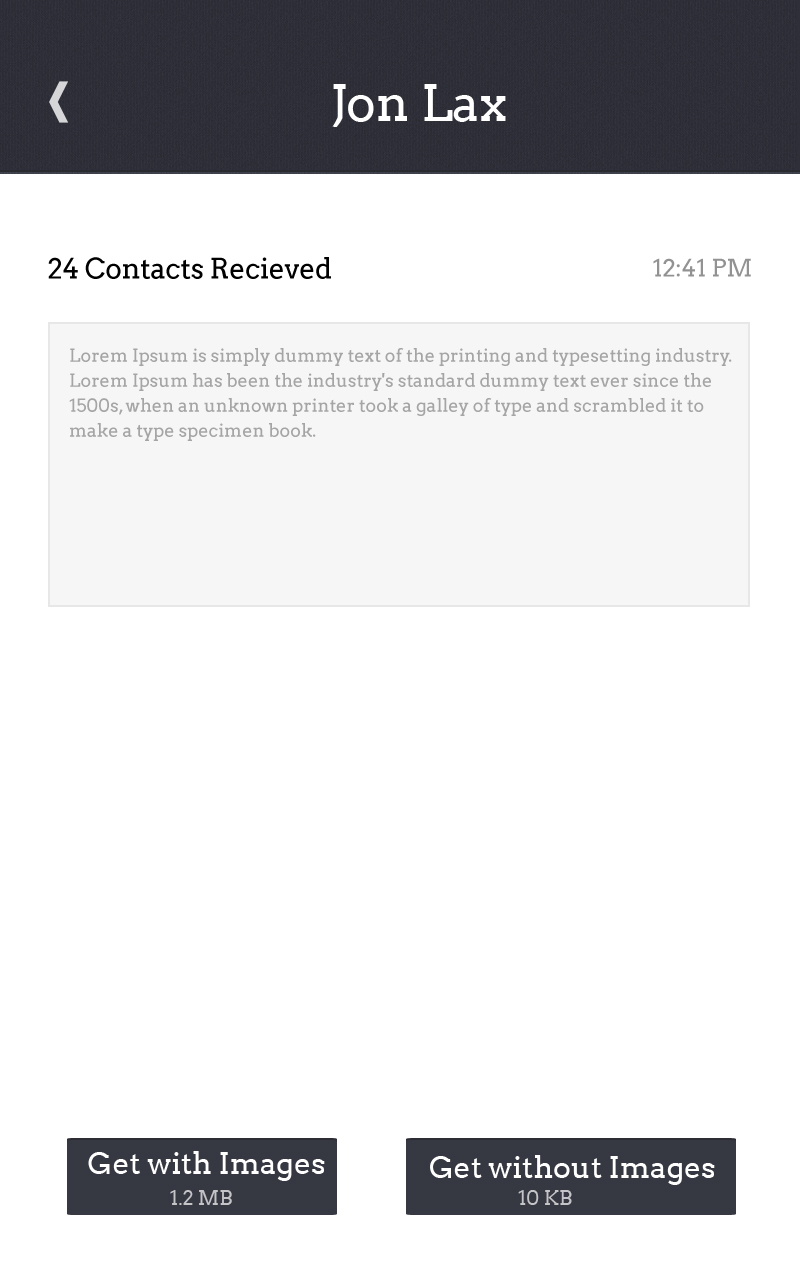 Jon Lax
24 Contacts Recieved
12:41 PM
Lorem Ipsum is simply dummy text of the printing and typesetting industry.
Lorem Ipsum has been the industry's standard dummy text ever since the
1500s, when an unknown printer took a galley of type and scrambled it to
make a type specimen book.
Get with Images
1.2 MB
Get without Images
10 KB